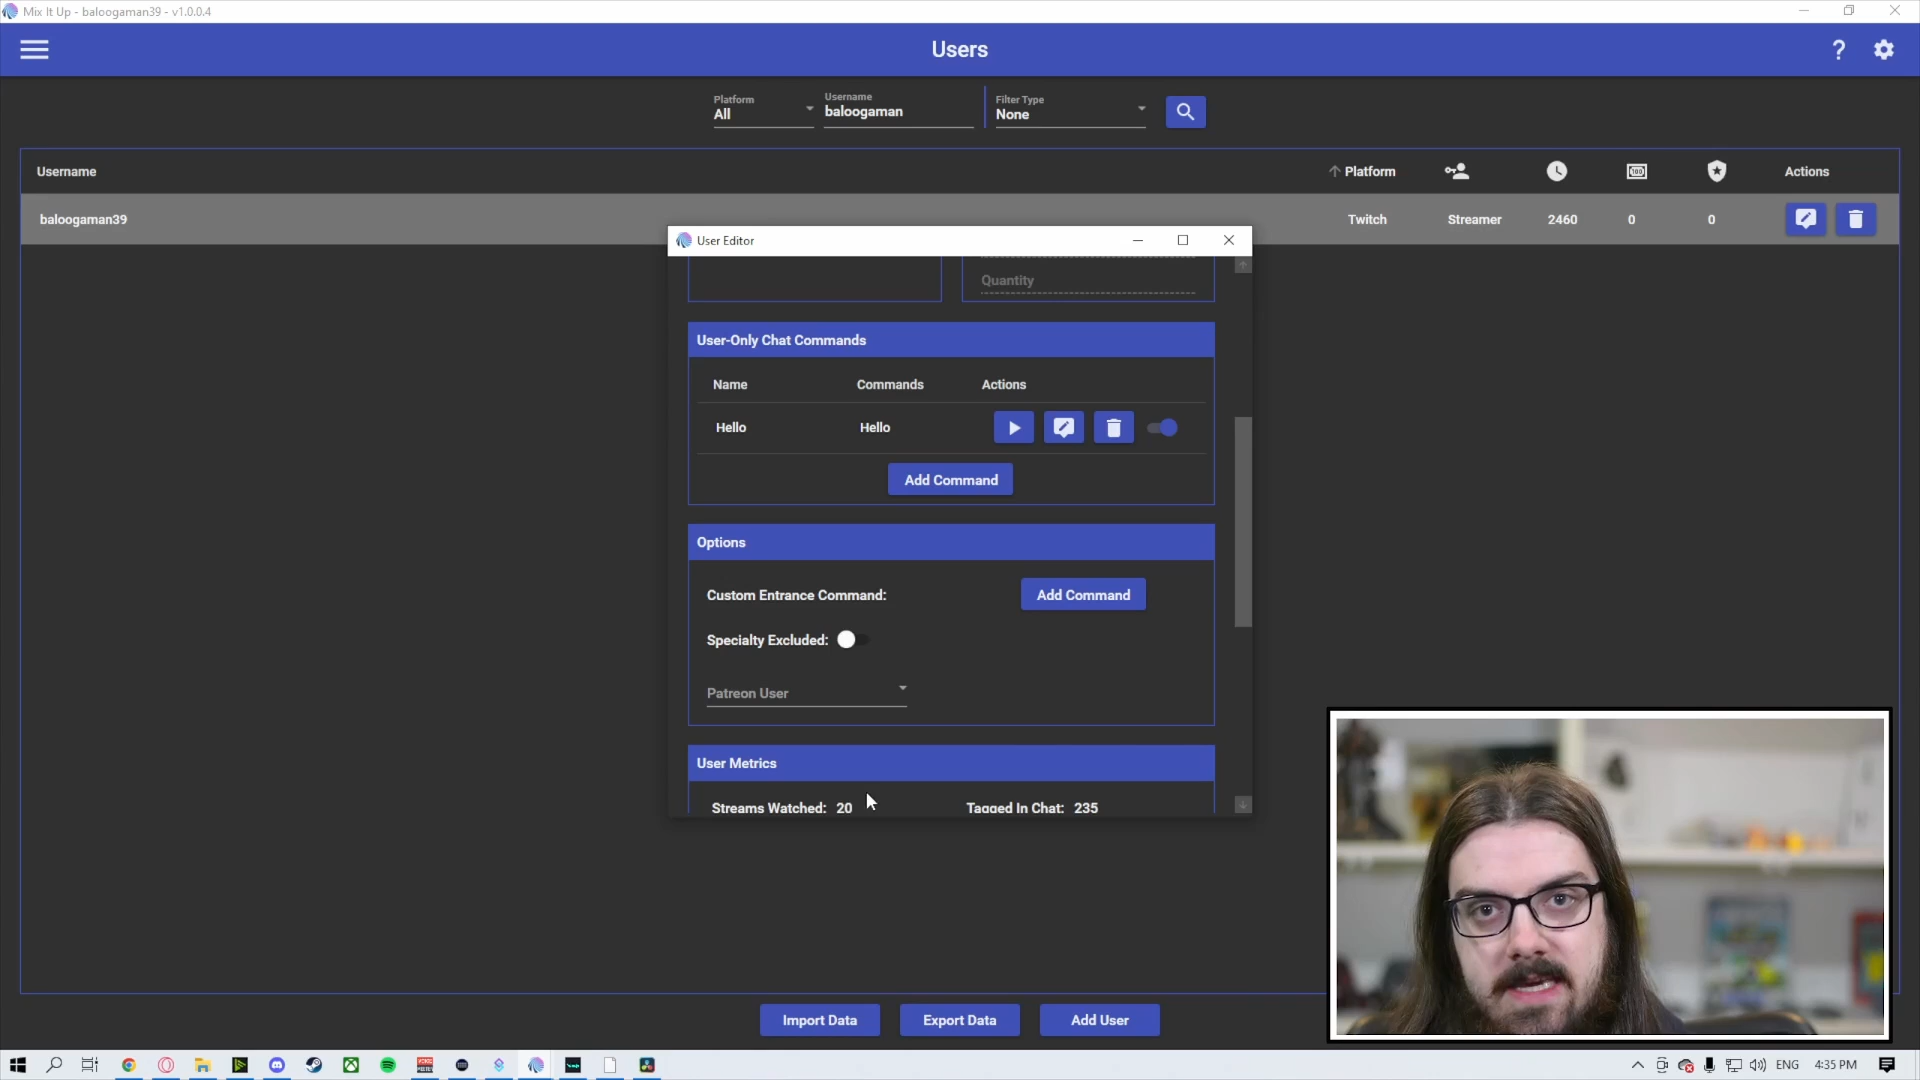 Mix It Up - baloogaman39 - v1.0.0.4
Users
?
Platform
All
Username
baloogaman
Filter Type
None
Username
Platform
100
Actions
baloogaman39
Twitch
Streamer
2460
0
0
User Editor
Quantity
User-Only Chat Commands
Name
Commands
Actions
Hello
Hello
Add Command
Options
Custom Entrance Command:
Add Command
Specialty Excluded:
Patreon User
User Metrics
Streams Watched: 20
Tagged In Chat: 235
Import Data
Export Data
Add User
ENG
4:35 PM